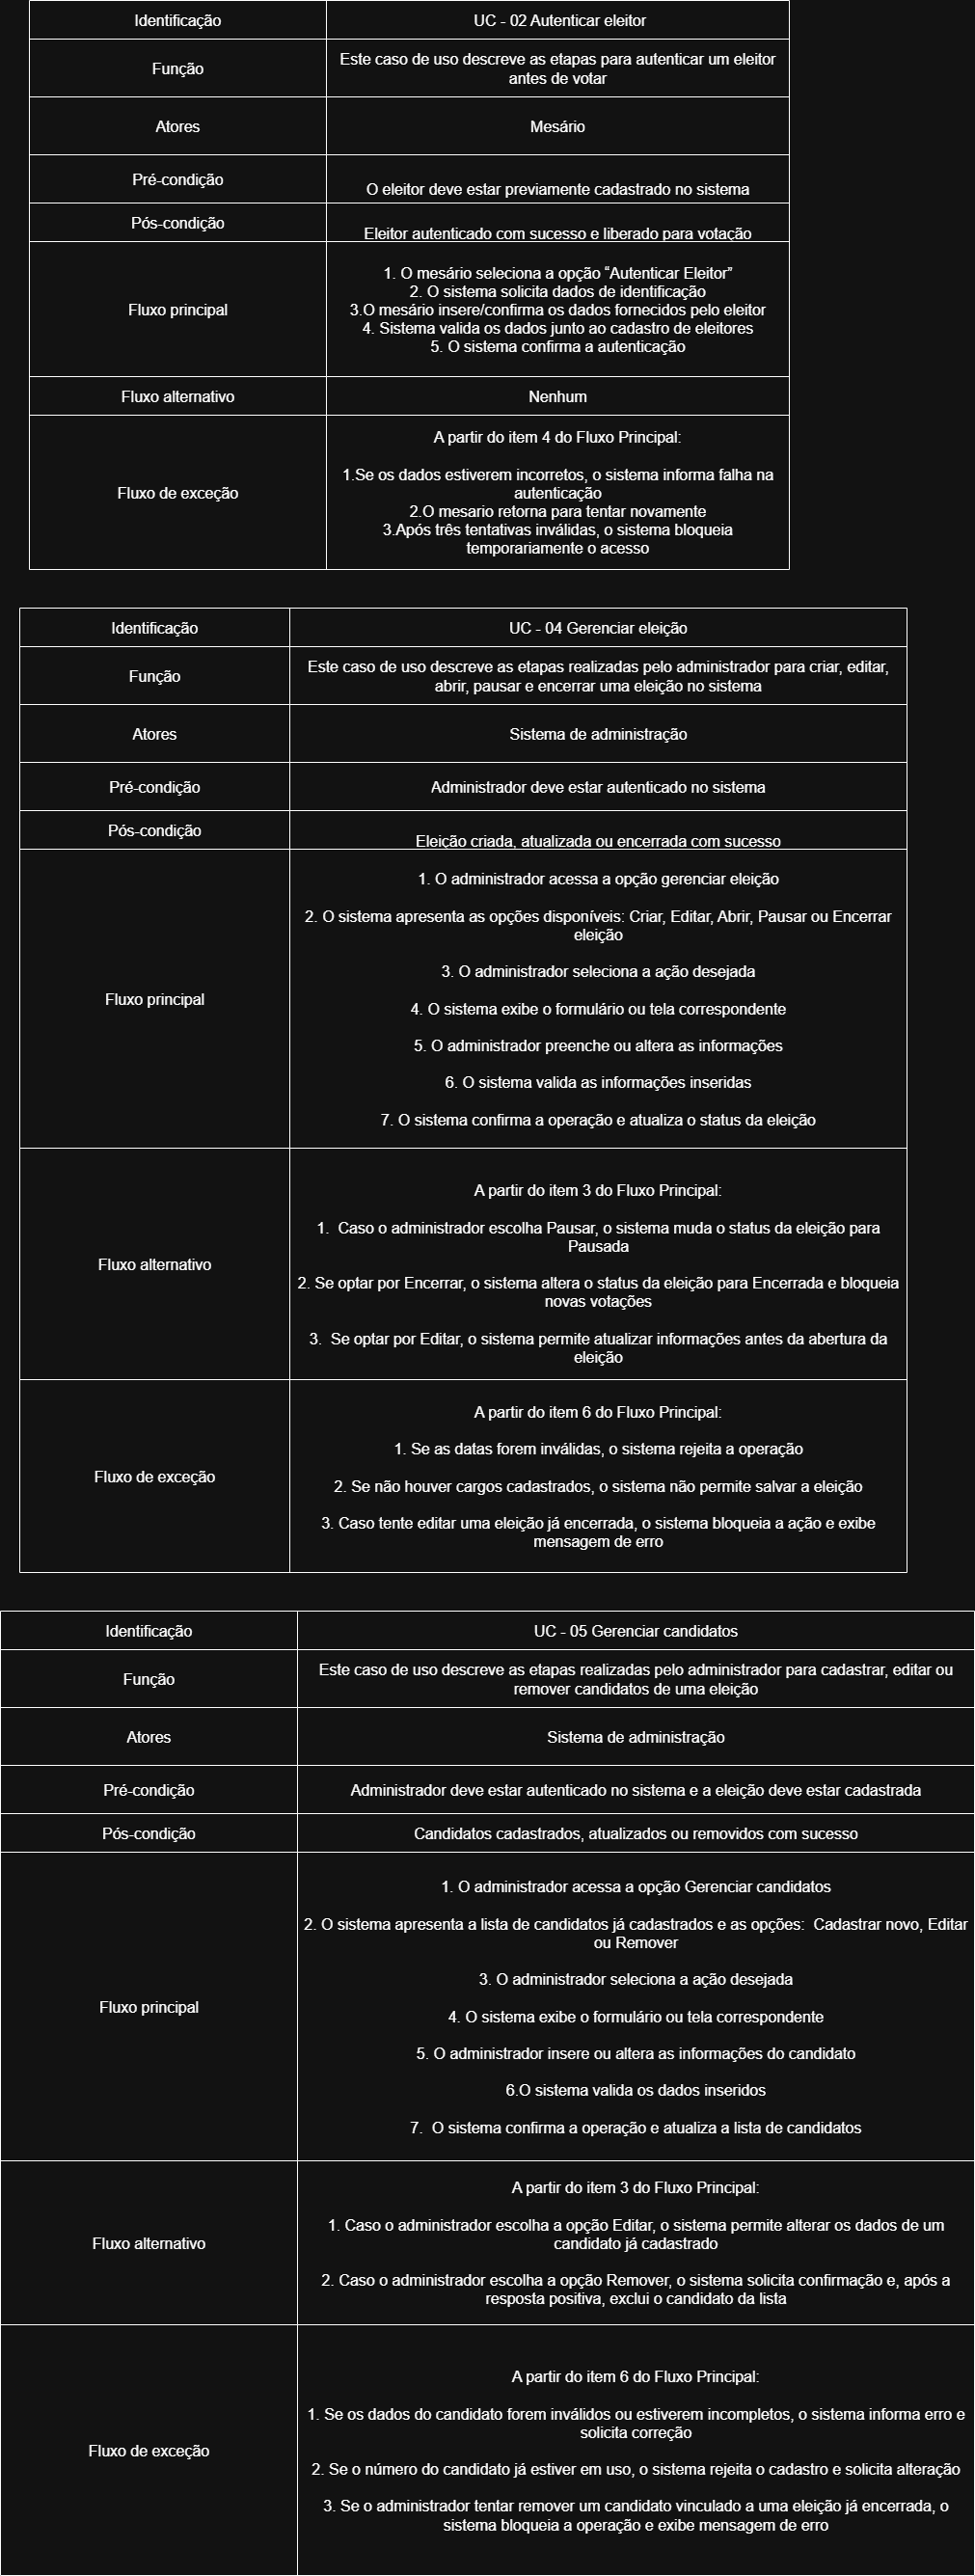 Identificação
UC - 02 Autenticar eleitor
Função
Este caso de uso descreve as etapas para autenticar um eleitor
antes de votar
Atores
Mesário
Pré-condição
O eleitor deve estar previamente cadastrado no sistema
Pós-condição
Eleitor autenticado com sucesso e liberado para votação
Fluxo principal
1. O mesário seleciona a opção “Autenticar Eleitor”
2. O sistema solicita dados de identificação
3.O mesário insere/confirma os dados fornecidos pelo eleitor
4. Sistema valida os dados junto ao cadastro de eleitores
5. O sistema confirma a autenticação
Fluxo alternativo
Nenhum
Fluxo de exceção
A partir do item 4 do Fluxo Principal:
1.Se os dados estiverem incorretos, o sistema informa falha na
autenticação
2.O mesario retorna para tentar novamente
3.Após três tentativas inválidas, o sistema bloqueia
temporariamente o acesso
Identificação
UC - 04 Gerenciar eleição
Função
Este caso de uso descreve as etapas realizadas pelo administrador para criar, editar,
abrir, pausar e encerrar uma eleição no sistema
Atores
Sistema de administração
Pré-condição
Administrador deve estar autenticado no sistema
Pós-condição
Eleição criada, atualizada ou encerrada com sucesso
Fluxo principal
1. O administrador acessa a opção gerenciar eleição
2. O sistema apresenta as opções disponíveis: Criar, Editar, Abrir, Pausar ou Encerrar
eleição
3. O administrador seleciona a ação desejada
4. O sistema exibe o formulário ou tela correspondente
5. O administrador preenche ou altera as informações
6. O sistema valida as informações inseridas
7. O sistema confirma a operação e atualiza o status da eleição
Fluxo alternativo
A partir do item 3 do Fluxo Principal:
1.  Caso o administrador escolha Pausar, o sistema muda o status da eleição para
Pausada
2. Se optar por Encerrar, o sistema altera o status da eleição para Encerrada e bloqueia
novas votações
3.  Se optar por Editar, o sistema permite atualizar informações antes da abertura da
eleição
Fluxo de exceção
A partir do item 6 do Fluxo Principal:
1. Se as datas forem inválidas, o sistema rejeita a operação
2. Se não houver cargos cadastrados, o sistema não permite salvar a eleição
3. Caso tente editar uma eleição já encerrada, o sistema bloqueia a ação e exibe
mensagem de erro
Identificação
UC - 05 Gerenciar candidatos
Função
Este caso de uso descreve as etapas realizadas pelo administrador para cadastrar, editar ou
remover candidatos de uma eleição
Atores
Sistema de administração
Pré-condição
Administrador deve estar autenticado no sistema e a eleição deve estar cadastrada
Pós-condição
Candidatos cadastrados, atualizados ou removidos com sucesso
Fluxo principal
1. O administrador acessa a opção Gerenciar candidatos
2. O sistema apresenta a lista de candidatos já cadastrados e as opções:  Cadastrar novo, Editar
ou Remover
3. O administrador seleciona a ação desejada
4. O sistema exibe o formulário ou tela correspondente
5. O administrador insere ou altera as informações do candidato
6.O sistema valida os dados inseridos
7.  O sistema confirma a operação e atualiza a lista de candidatos
Fluxo alternativo
A partir do item 3 do Fluxo Principal:
1. Caso o administrador escolha a opção Editar, o sistema permite alterar os dados de um
candidato já cadastrado
2. Caso o administrador escolha a opção Remover, o sistema solicita confirmação e, após a
resposta positiva, exclui o candidato da lista
Fluxo de exceção
A partir do item 6 do Fluxo Principal:
1. Se os dados do candidato forem inválidos ou estiverem incompletos, o sistema informa erro e
solicita correção
2. Se o número do candidato já estiver em uso, o sistema rejeita o cadastro e solicita alteração
3. Se o administrador tentar remover um candidato vinculado a uma eleição já encerrada, o
sistema bloqueia a operação e exibe mensagem de erro